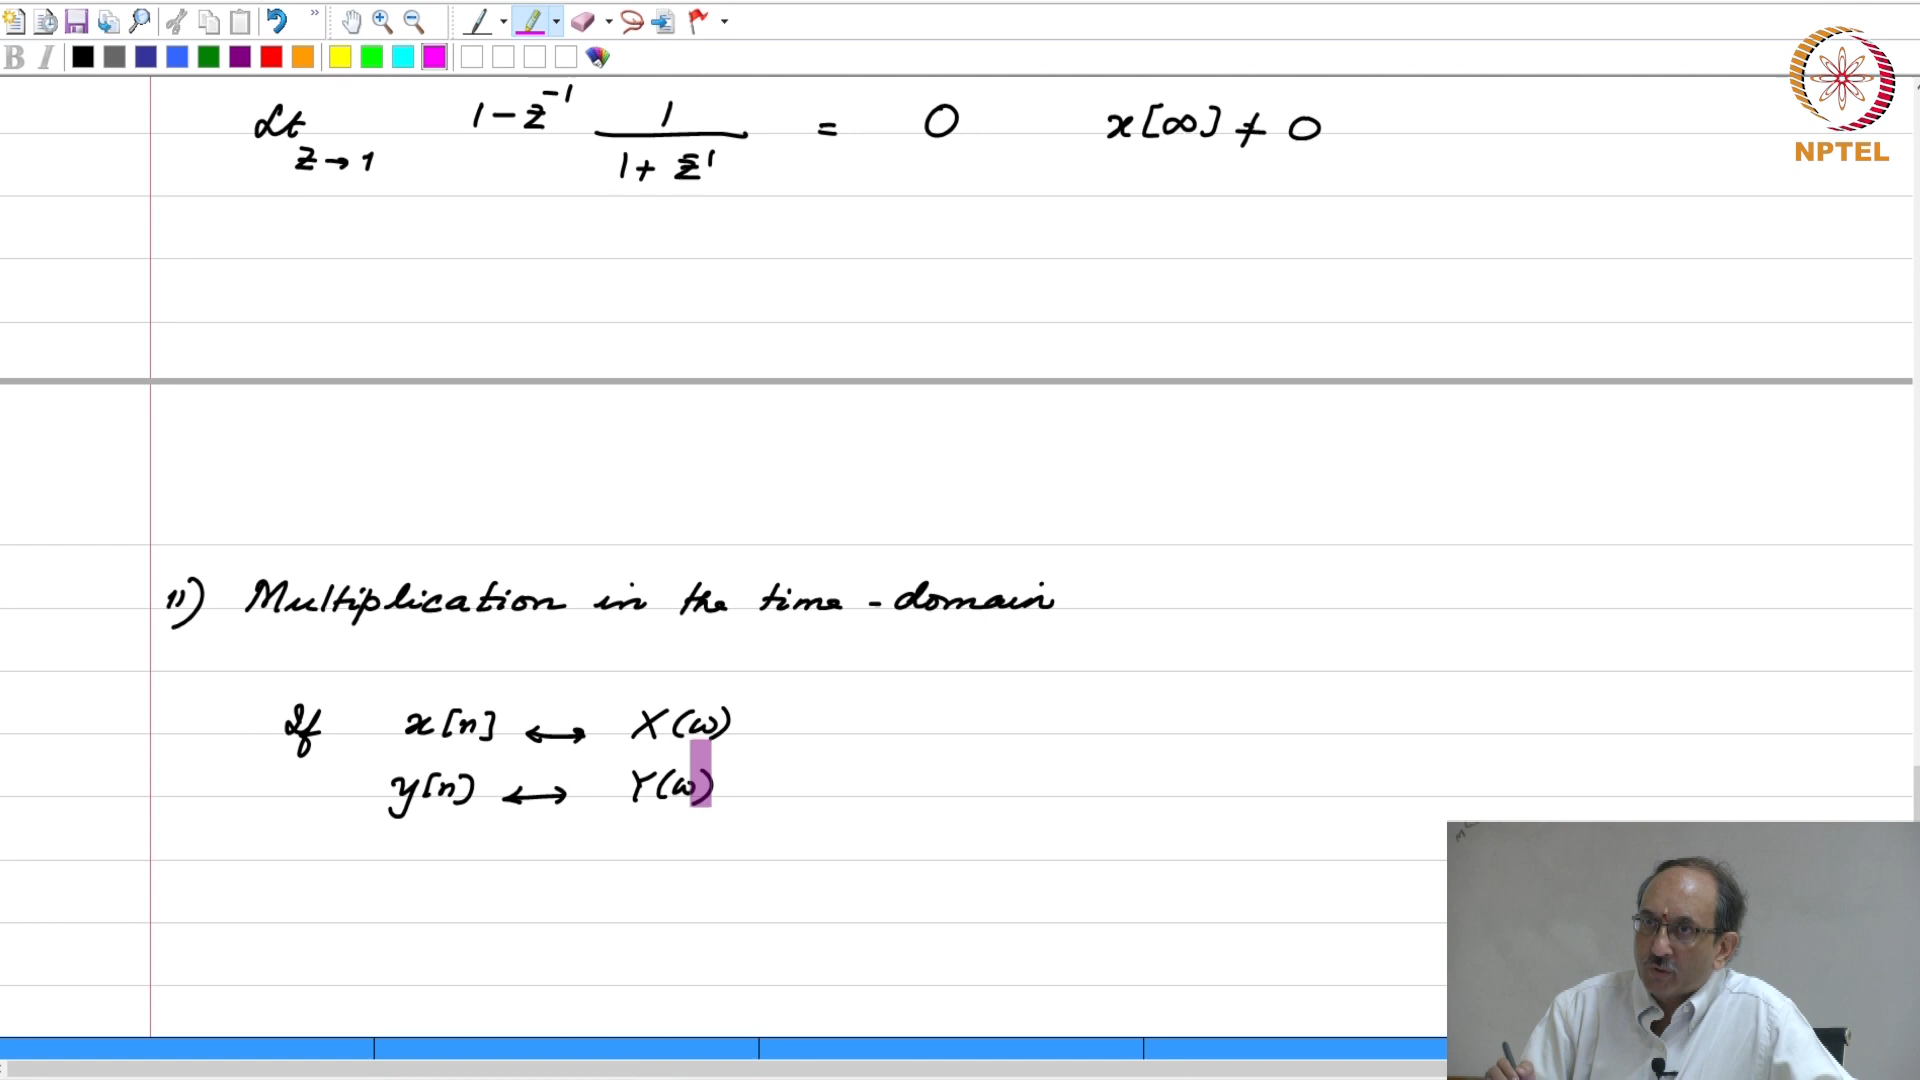 B I
NPTEL
Lt z→1 1-z⁻¹ 1/(1+z⁻¹) = 0 x[∞] ≠ 0
11) Multiplication in the time-domain
If x[n] ↔ X(ω)
y[n] ↔ Y(ω)